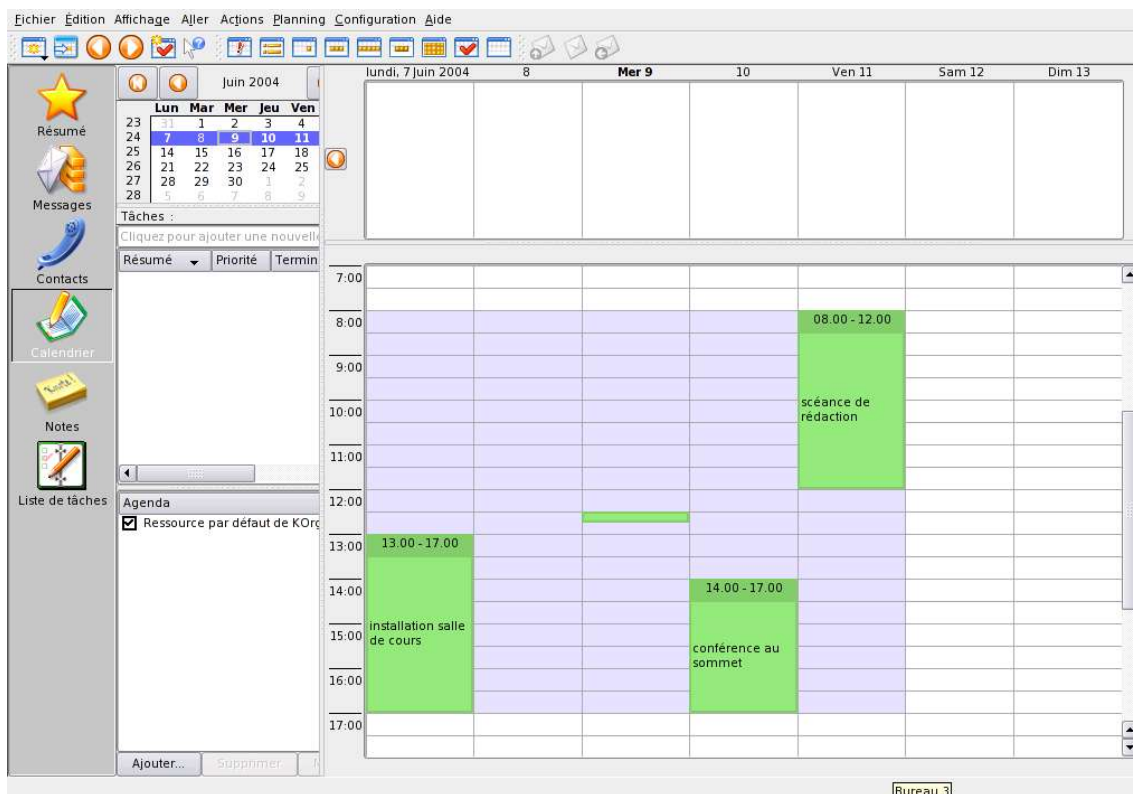 Fichier Édition Affichage Aller Actions Planning Configuration Aide
Résumé
Messages
Contacts
Calendrier
Notes
Liste de tâches
Juin 2004
Lun Mar Mer Jeu Ven
23 31 1 2 3 4
24 7 8 9 10 11
25 14 15 16 17 18
26 21 22 23 24 25
27 28 29 30 1 2
28 5 6 7 8 9
Tâches :
Cliquez pour ajouter une nouvelle
Résumé Priorité Termin
Agenda
Ressource par défaut de KOrg
Ajouter... Supprimer
lundi, 7 Juin 2004 8 Mer 9 10 Ven 11 Sam 12 Dim 13
7:00
8:00
9:00
10:00
11:00
12:00
13:00
14:00
15:00
16:00
17:00
13.00 - 17.00
installation salle
de cours
14.00 - 17.00
conférence au
sommet
08.00 - 12.00
scéance de
rédaction
Bureau 3